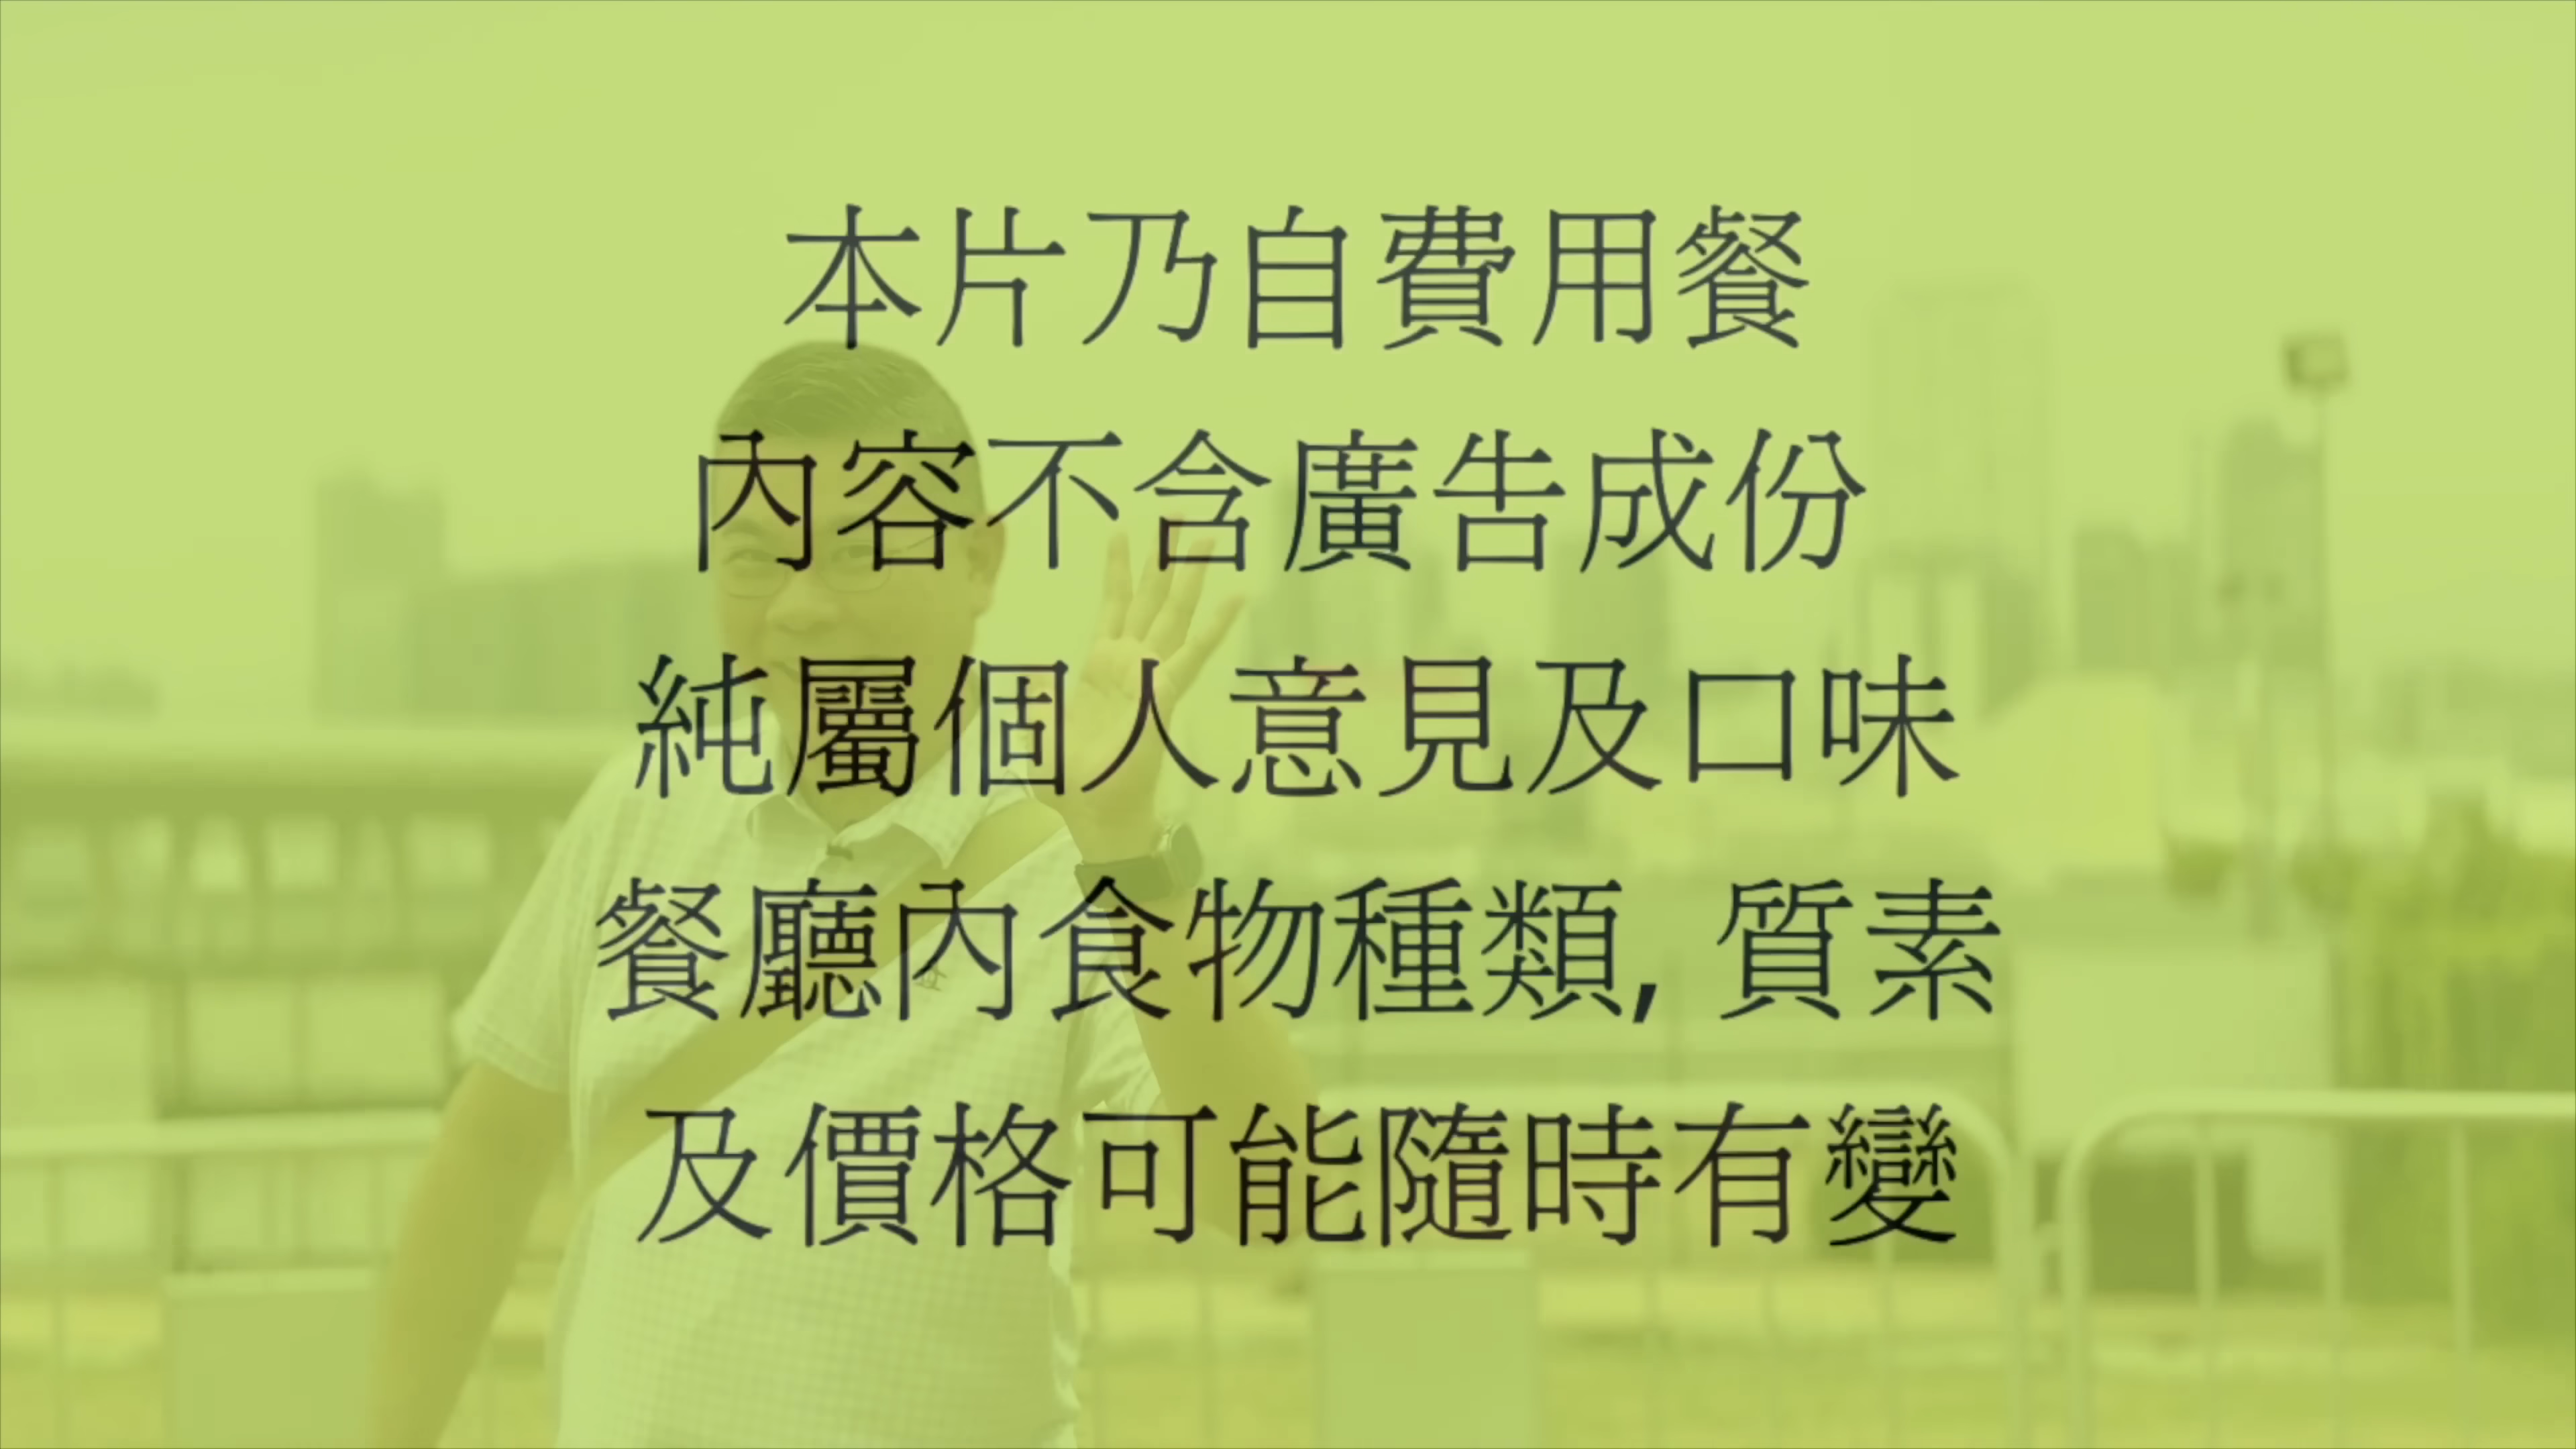 本片乃自費用餐
內容不含廣告成份
純屬個人意見及口味
餐廳內食物種類, 質素
及價格可能隨時有變